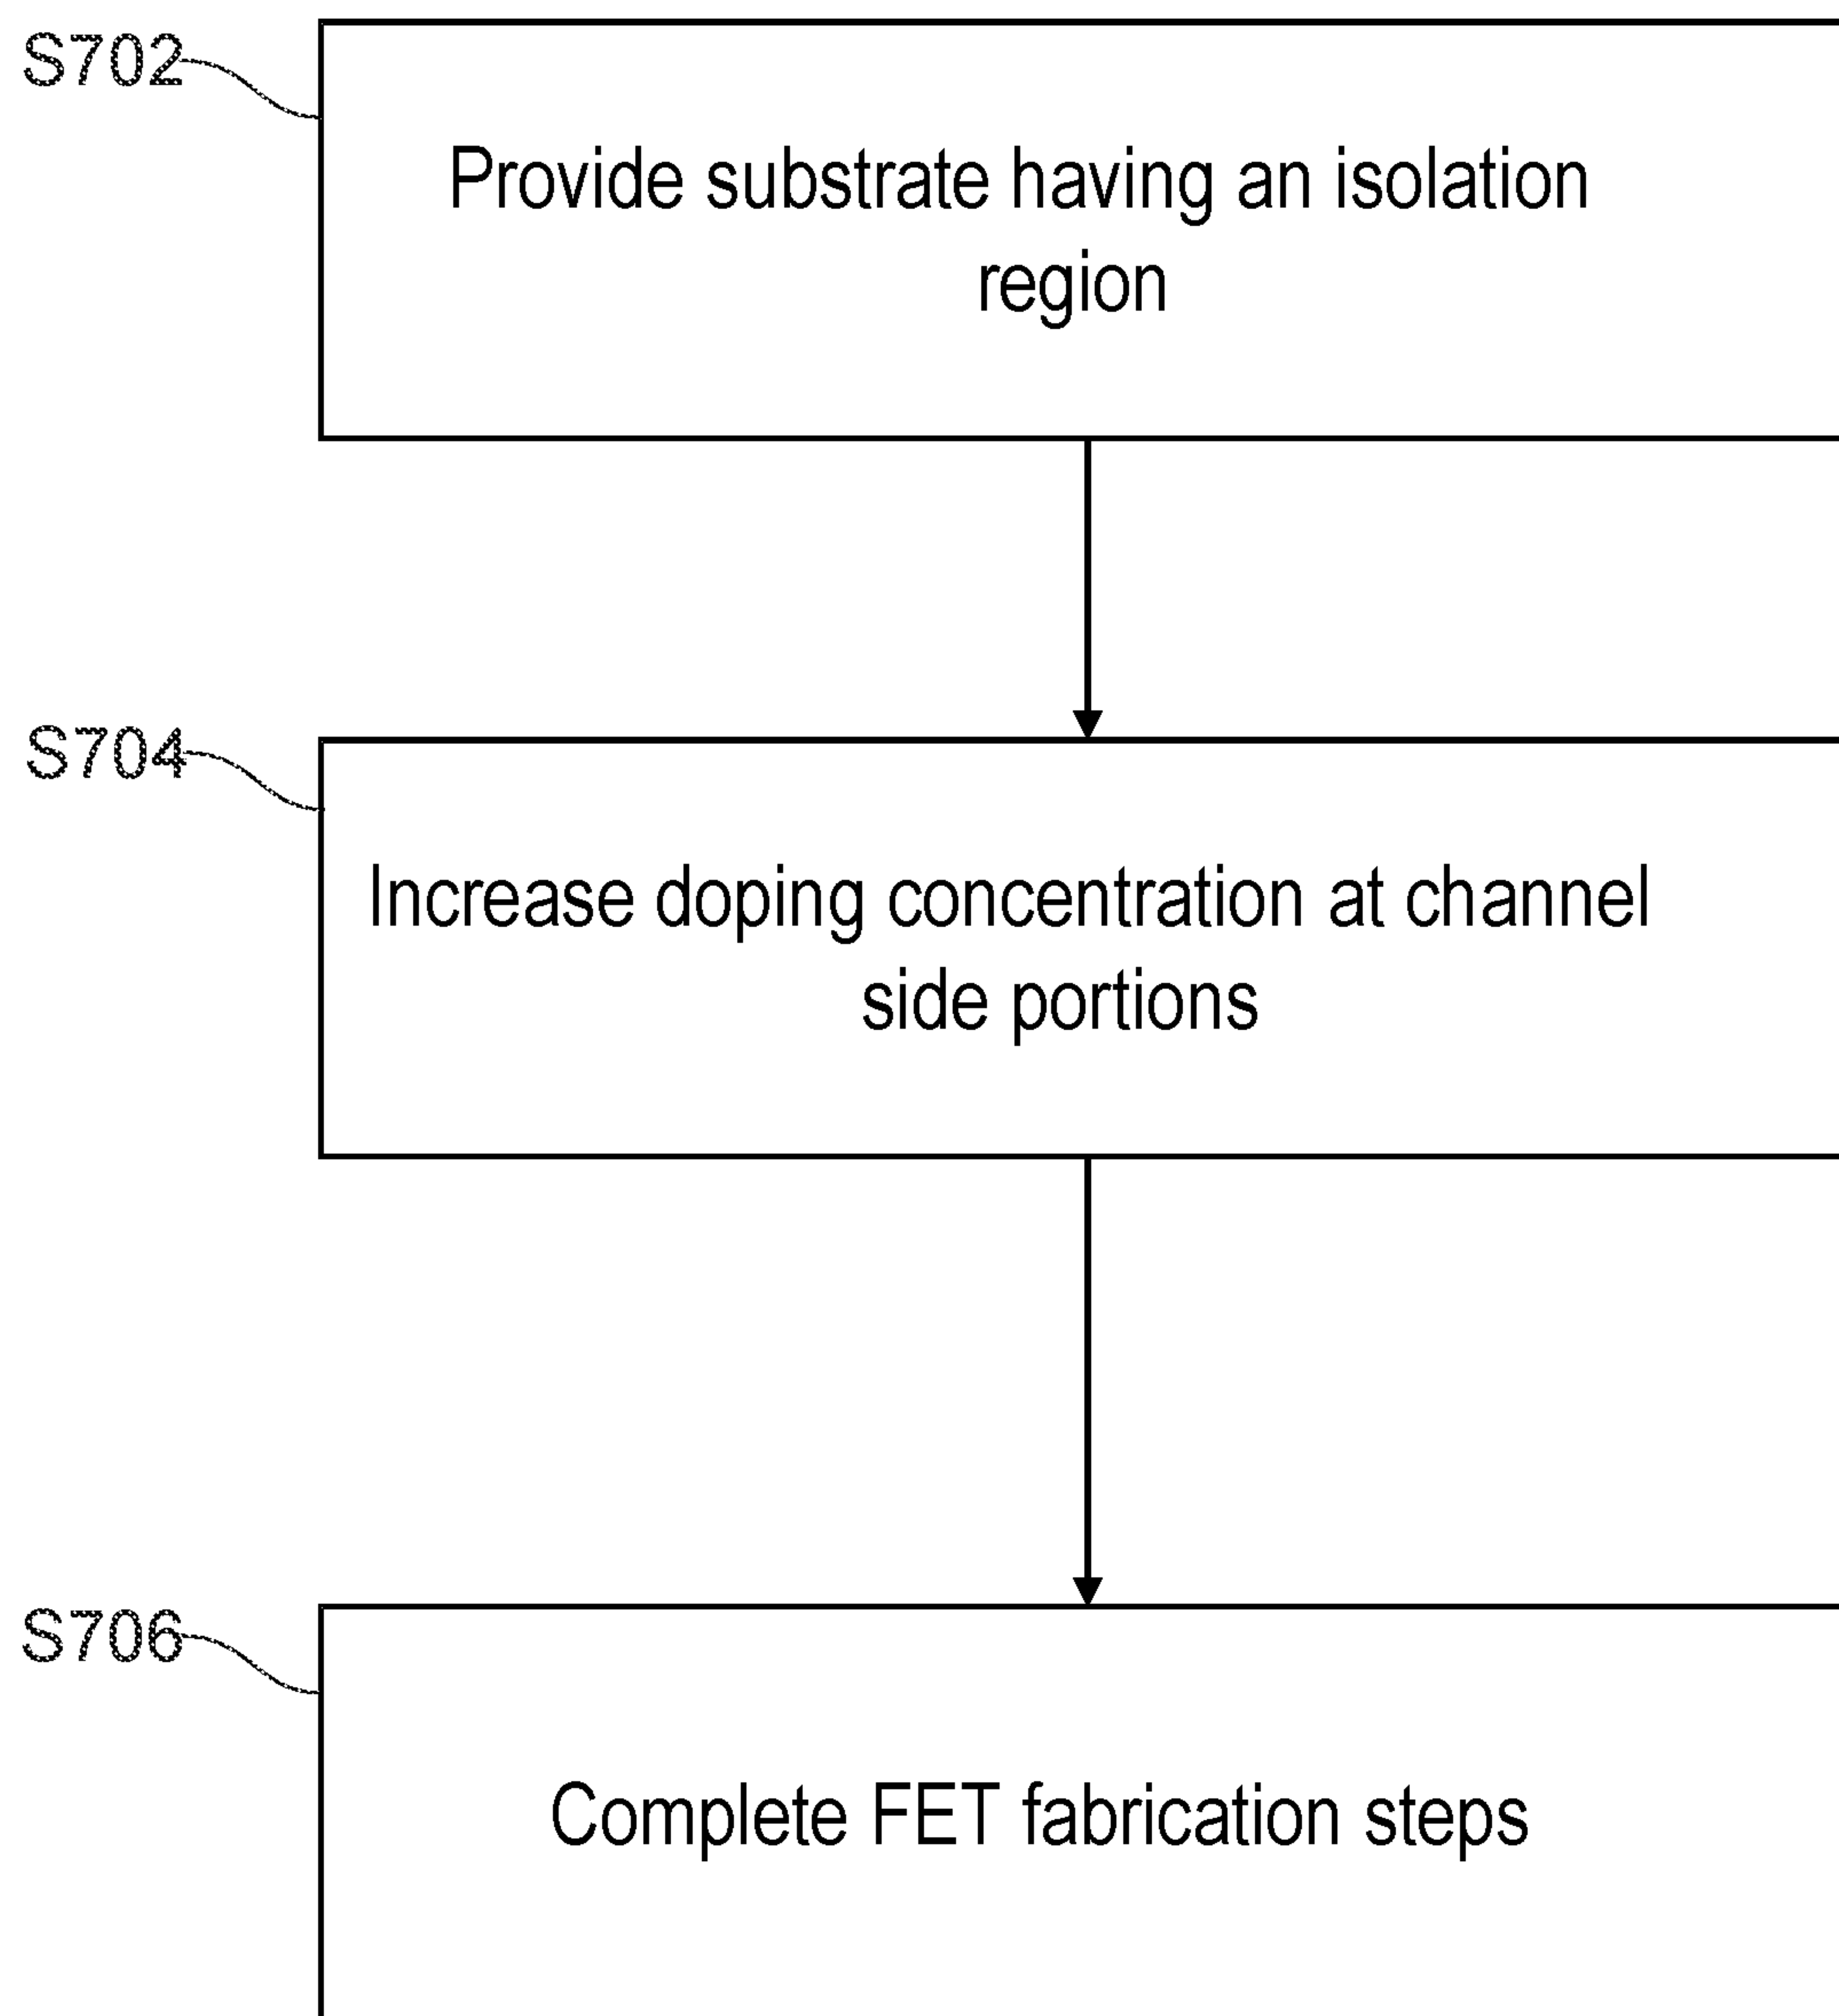 S702
Provide substrate having an isolation
region
S704
Increase doping concentration at channel
side portions
S706
Complete FET fabrication steps